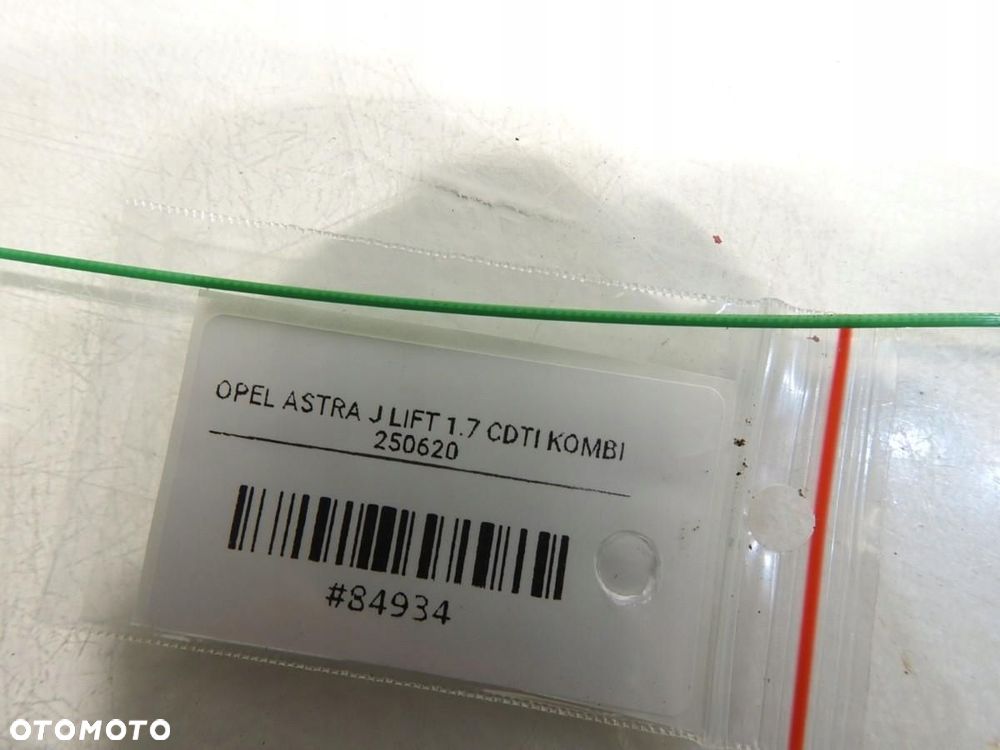 OPEL ASTRA J LIFT 1.7 CDTI KOMBI
250620
#84934
OTOMOTO